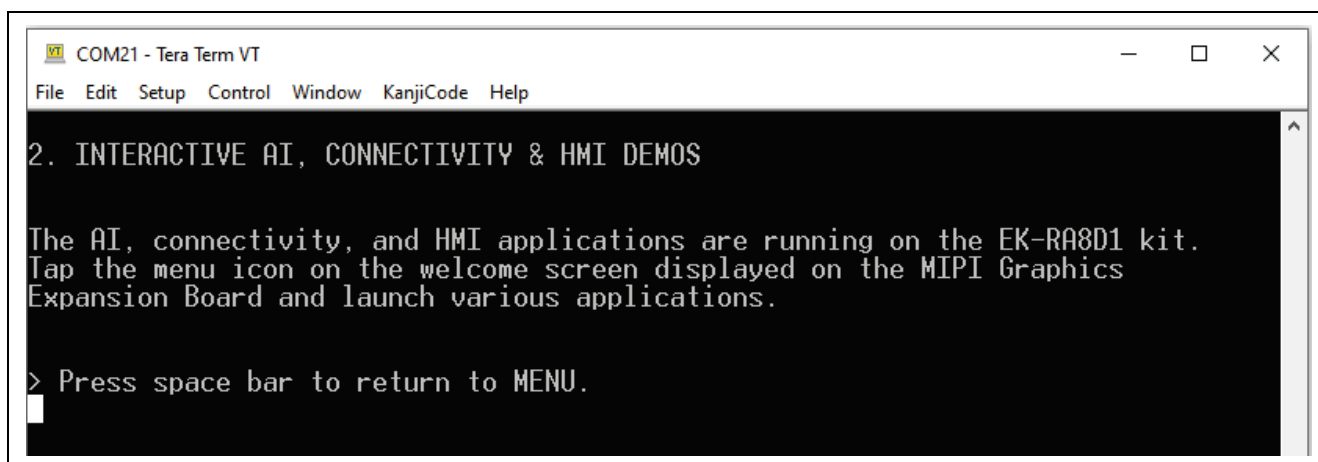 COM21 - Tera Term VT
File Edit Setup Control Window KanjiCode Help
2. INTERACTIVE AI, CONNECTIVITY & HMI DEMOS
The AI, connectivity, and HMI applications are running on the EK-RA8D1 kit.
Tap the menu icon on the welcome screen displayed on the MIPI Graphics
Expansion Board and launch various applications.
> Press space bar to return to MENU.